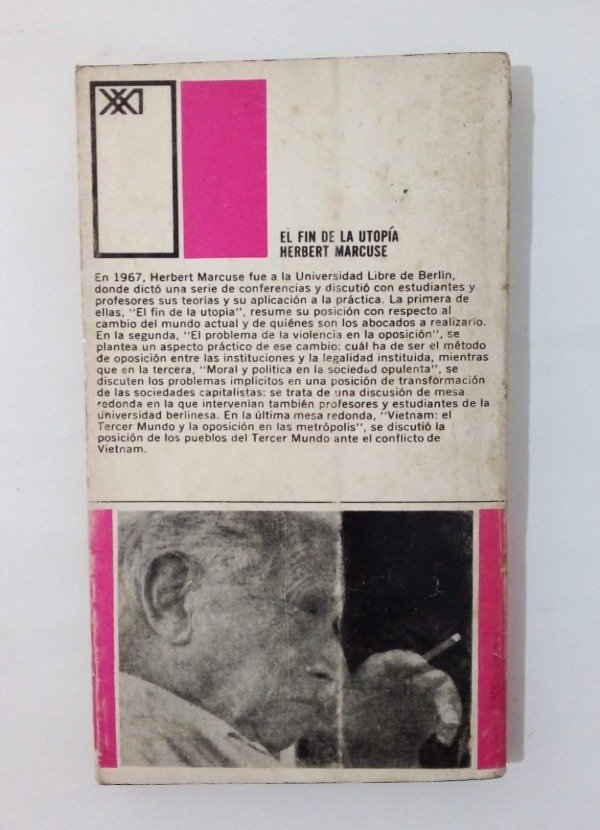 XXI
EL FIN DE LA UTOPÍA
HERBERT MARCUSE
En 1967, Herbert Marcuse fue a la Universidad Libre de Berlín,
donde dictó una serie de conferencias y discutió con estudiantes y
profesores sus teorías y su aplicación a la práctica. La primera de
ellas, "El fin de la utopia", resume su posición con respecto al
cambio del mundo actual y de quiénes son los abocados a realizarlo.
En la segunda, "El problema de la violencia en la oposición", se
plantea un aspecto práctico de ese cambio: cuál ha de ser el método
de oposición entre las instituciones y la legalidad instituida, mientras
que en la tercera, "Moral y política en la sociedad opulenta", se
discuten los problemas implícitos en una posición de transformación
de las sociedades capitalistas: se trata de una discusión de mesa
redonda en la que intervenían también profesores y estudiantes de la
universidad berlinesa. En la última mesa redonda, "Vietnam: el
Tercer Mundo y la oposición en las metrópolis", se discutió la
posición de los pueblos del Tercer Mundo ante el conflicto de
Vietnam.